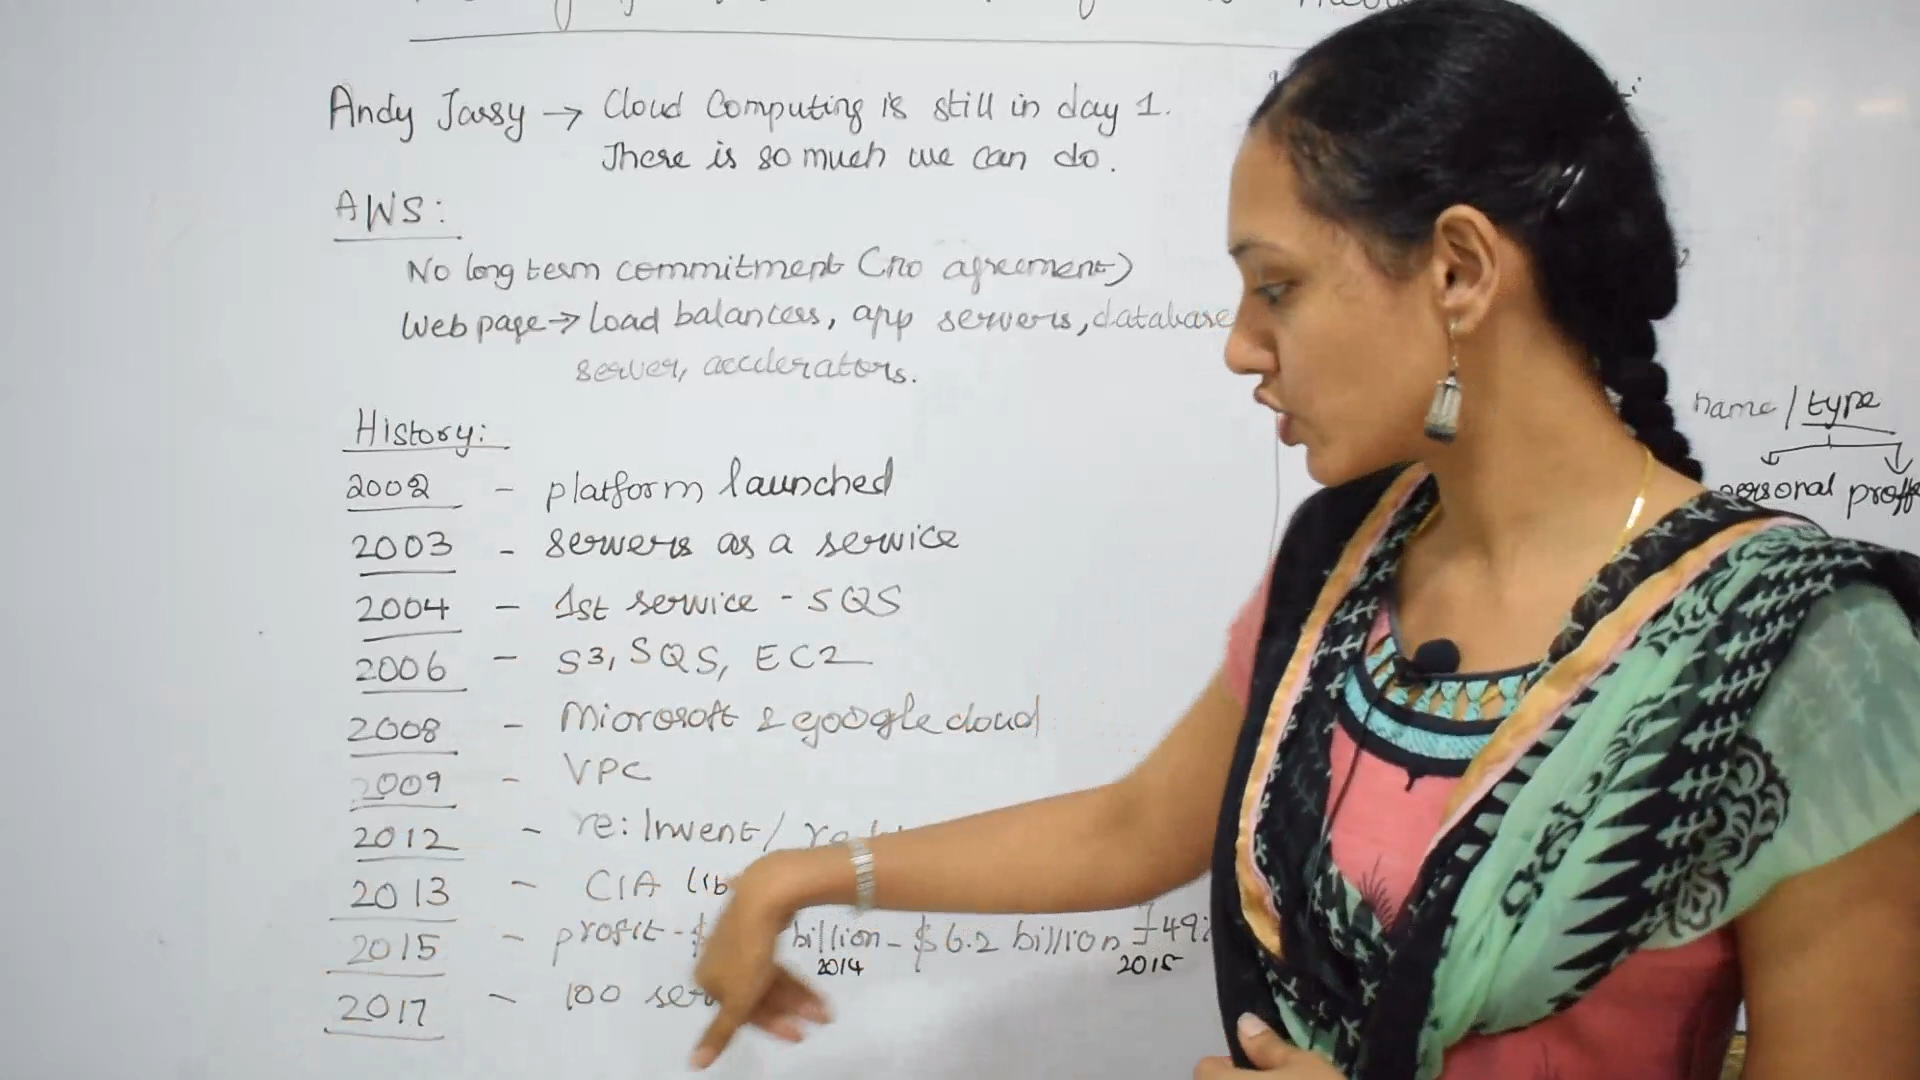 Andy Jassy → Cloud Computing is still in day 1.
There is so much we can do.
AWS:
No long term commitment (no agreement)
Web page → Load balancers, app servers, database
server, accelerators.
History:
2002 - platform launched
2003 - servers as a service
2004 - 1st service - SQS
2006 - S3, SQS, EC2
2008 - Microsoft & google cloud
2009 - VPC
2012 - re: Invent /
2013 - CIA
2015 - profit - $ billion - $ 6.2 billion
2014 2015
2017 - 100
name / type
personal